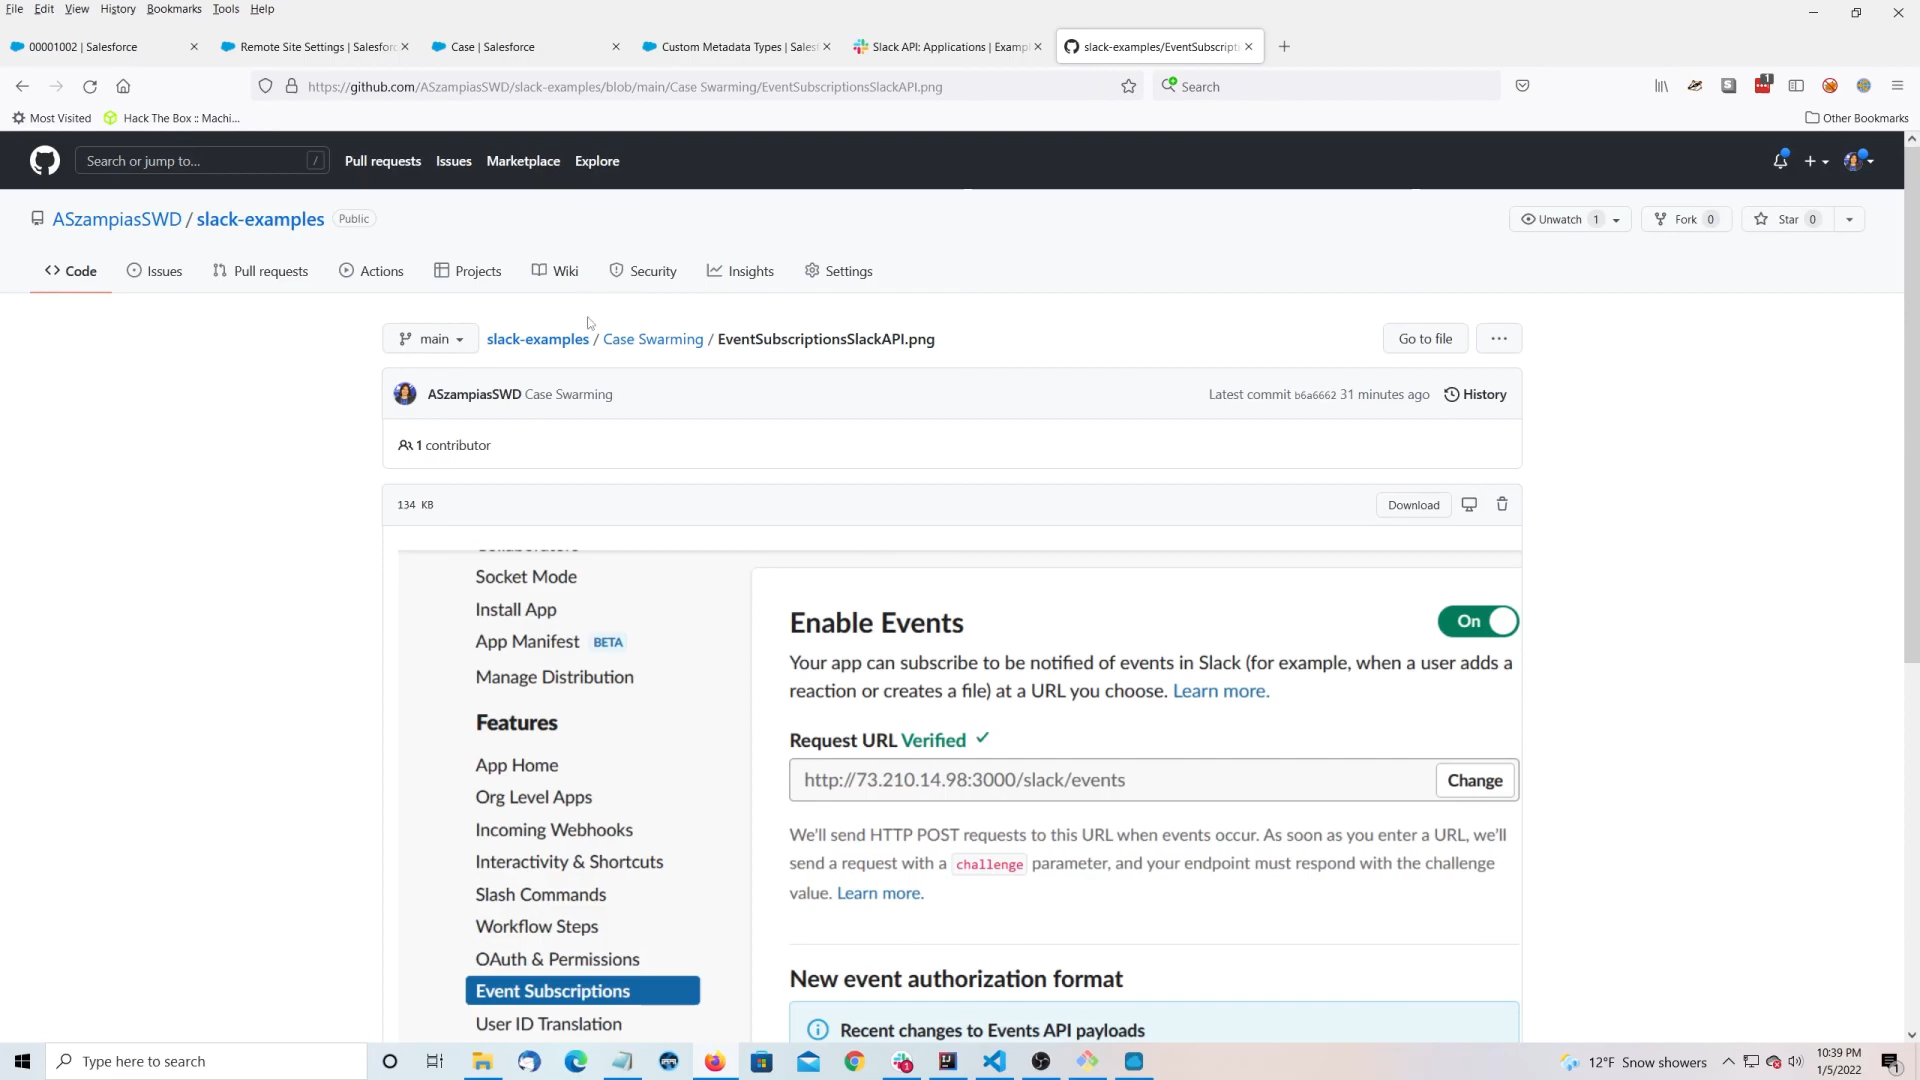 File Edit View History Bookmarks Tools Help
00001002 | Salesforce
Remote Site Settings | Salesforc
Case | Salesforce
Custom Metadata Types | Sales
Slack API: Applications | Exampl
slack-examples/EventSubscripti
https://github.com/ASzampiasSWD/slack-examples/blob/main/Case Swarming/EventSubscriptionsSlackAPI.png
Search
1
Most Visited
Hack The Box :: Machi...
Other Bookmarks
Search or jump to... /
Pull requests Issues Marketplace Explore
ASzampiasSWD / slack-examples Public
Unwatch 1
Fork 0
Star 0
Code Issues Pull requests Actions Projects Wiki Security Insights Settings
main
slack-examples / Case Swarming / EventSubscriptionsSlackAPI.png
Go to file
ASzampiasSWD Case Swarming
Latest commit b6a6662 31 minutes ago History
1 contributor
134 KB
Download
Socket Mode
Install App
App Manifest BETA
Manage Distribution
Features
App Home
Org Level Apps
Incoming Webhooks
Interactivity & Shortcuts
Slash Commands
Workflow Steps
OAuth & Permissions
Event Subscriptions
User ID Translation
Enable Events
On
Your app can subscribe to be notified of events in Slack (for example, when a user adds a
reaction or creates a file) at a URL you choose. Learn more.
Request URL Verified
http://73.210.14.98:3000/slack/events
Change
We'll send HTTP POST requests to this URL when events occur. As soon as you enter a URL, we'll
send a request with a challenge parameter, and your endpoint must respond with the challenge
value. Learn more.
New event authorization format
Recent changes to Events API payloads
Type here to search
12°F Snow showers
10:39 PM
1/5/2022